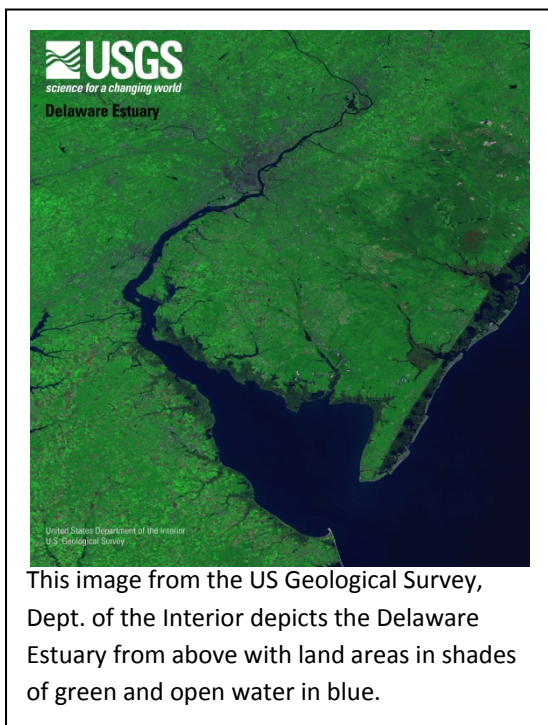 USGS
science for a changing world
Delaware Estuary
United States Department of the Interior
U.S. Geological Survey
This image from the US Geological Survey,
Dept. of the Interior depicts the Delaware
Estuary from above with land areas in shades
of green and open water in blue.